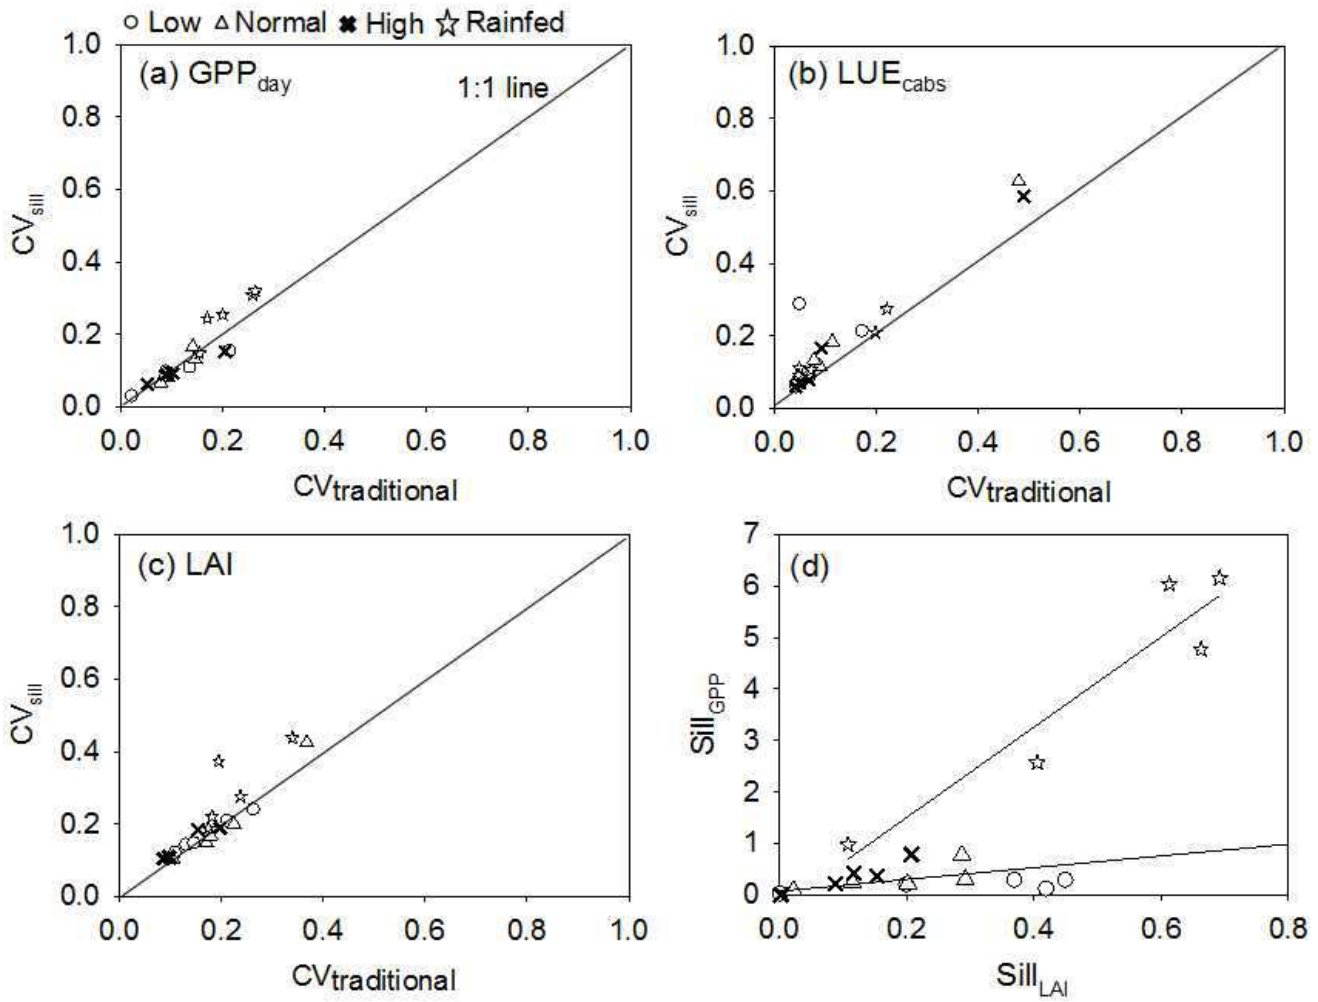 Low Normal High Rainfed
(a) GPPday
1:1 line
1.0
0.8
0.6
0.4
0.2
0.0
CVsill
0.0 0.2 0.4 0.6 0.8 1.0
CVtraditional
(b) LUEcabs
1.0
0.8
0.6
0.4
0.2
0.0
CVsill
0.0 0.2 0.4 0.6 0.8 1.0
CVtraditional
(c) LAI
1.0
0.8
0.6
0.4
0.2
0.0
CVsill
0.0 0.2 0.4 0.6 0.8 1.0
CVtraditional
(d)
7
6
5
4
3
2
1
0
SillGPP
0.0 0.2 0.4 0.6 0.8
SillLAI